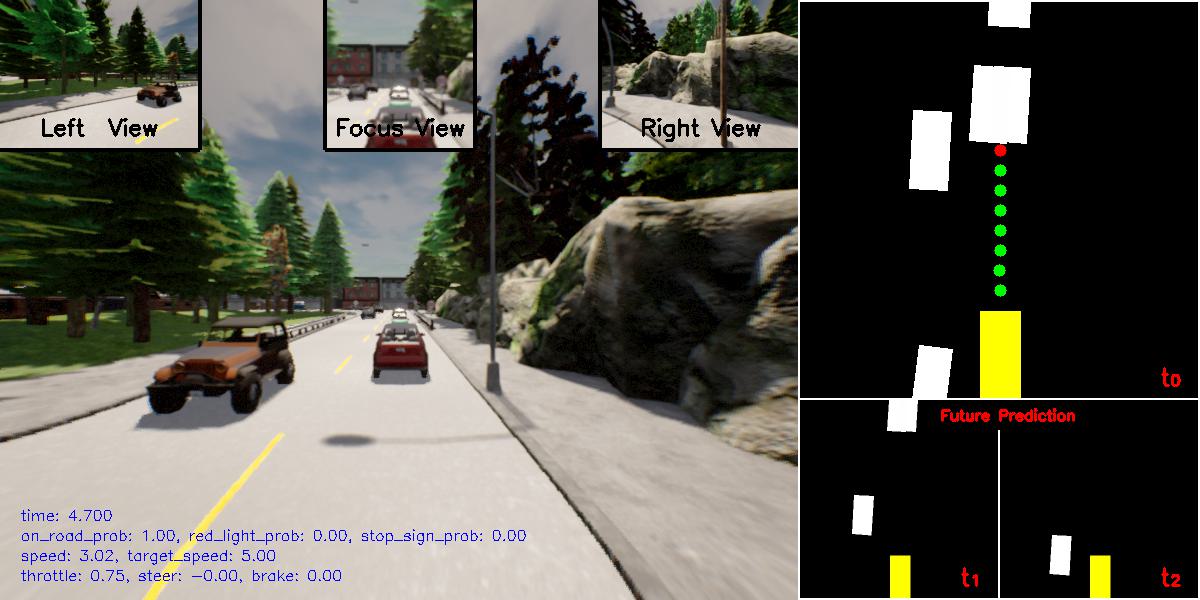 Left View
Focus View
Right View
t0
Future Prediction
time: 4.700
on_road_prob: 1.00, red_light_prob: 0.00, stop_sign_prob: 0.00
speed: 3.02, target_speed: 5.00
throttle: 0.75, steer: −0.00, brake: 0.00
t1
t2